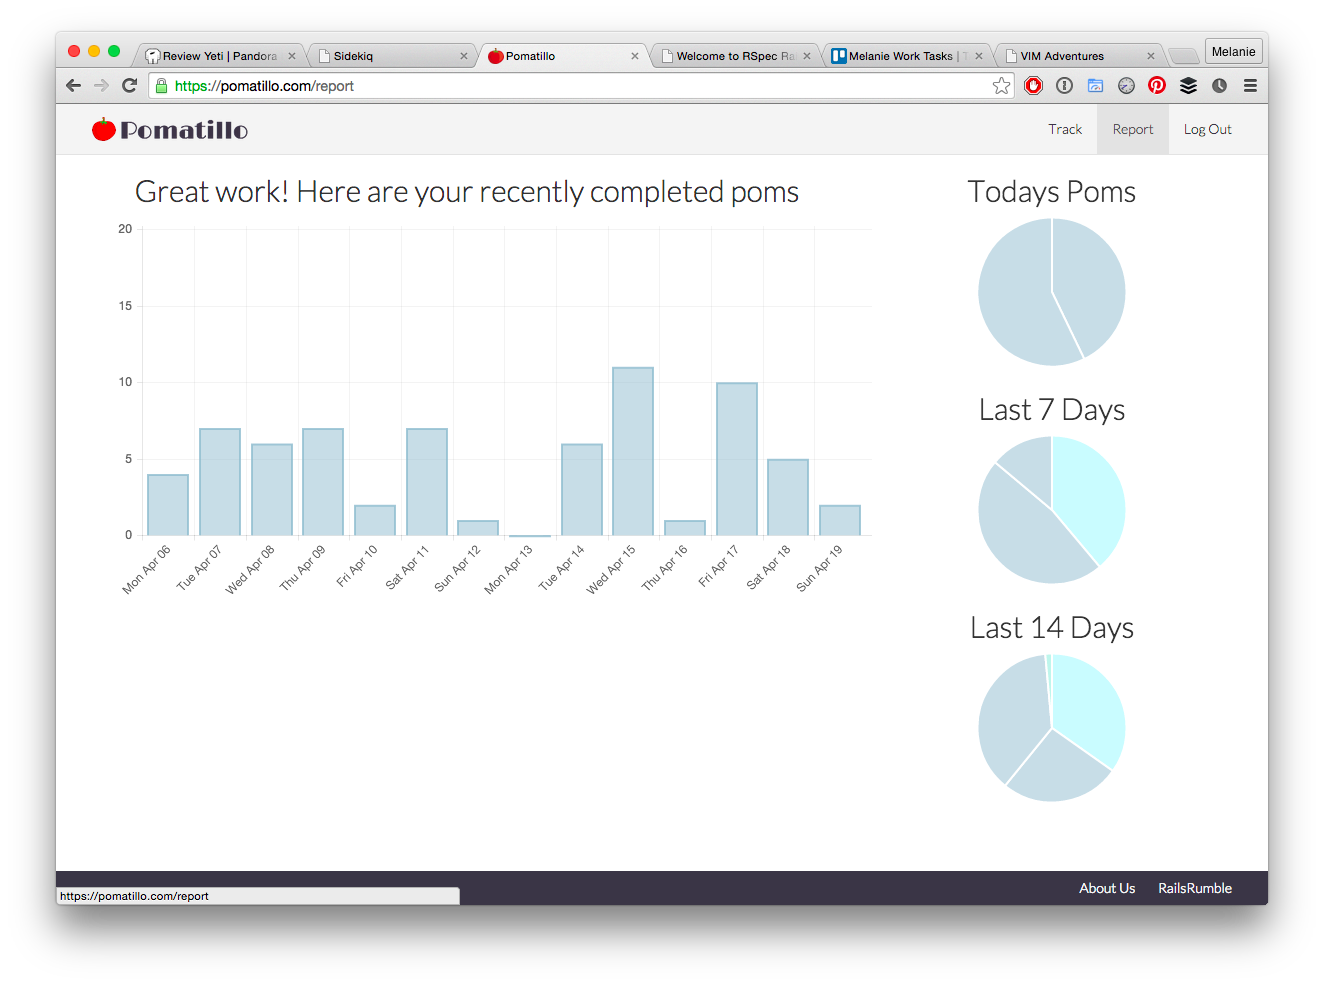 Review Yeti | Pandora
Sidekiq
Pomatillo
Welcome to RSpec Ra
Melanie Work Tasks | T
VIM Adventures
Melanie
https://pomatillo.com/report
Pomatillo
Track
Report
Log Out
Great work! Here are your recently completed poms
20
15
10
5
0
Mon Apr 06
Tue Apr 07
Wed Apr 08
Thu Apr 09
Fri Apr 10
Sat Apr 11
Sun Apr 12
Mon Apr 13
Tue Apr 14
Wed Apr 15
Thu Apr 16
Fri Apr 17
Sat Apr 18
Sun Apr 19
Todays Poms
Last 7 Days
Last 14 Days
https://pomatillo.com/report
About Us
RailsRumble